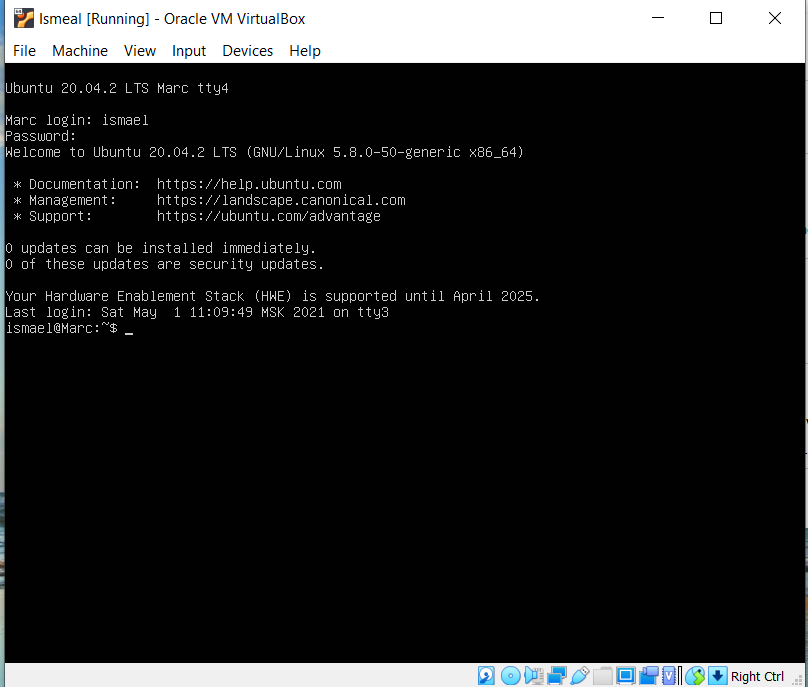 Ismeal [Running] - Oracle VM VirtualBox
File Machine View Input Devices Help
Ubuntu 20.04.2 LTS Marc tty4
Marc login: ismael
Password:
Welcome to Ubuntu 20.04.2 LTS (GNU/Linux 5.8.0-50-generic x86_64)
* Documentation:  https://help.ubuntu.com
* Management:     https://landscape.canonical.com
* Support:        https://ubuntu.com/advantage
0 updates can be installed immediately.
0 of these updates are security updates.
Your Hardware Enablement Stack (HWE) is supported until April 2025.
Last login: Sat May  1 11:09:49 MSK 2021 on tty3
ismael@Marc:~$ _
Right Ctrl